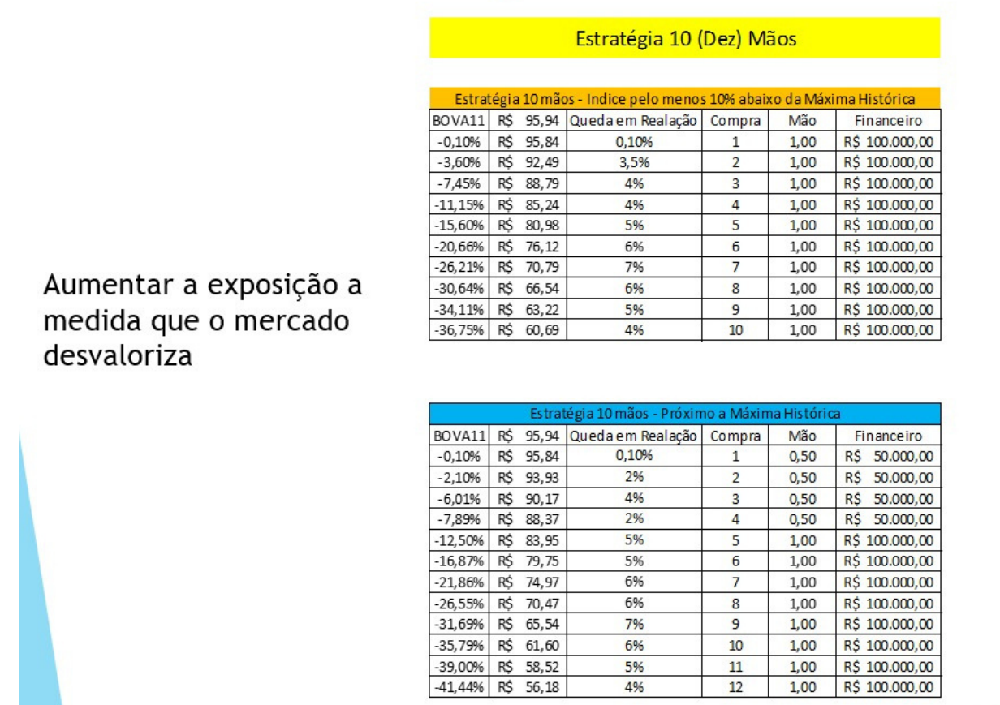 Estratégia 10 (Dez) Mãos
Aumentar a exposição a
medida que o mercado
desvaloriza
Estratégia 10 mãos - Indice pelo menos 10% abaixo da Máxima Histórica
BOVA11 R$ 95,94 Queda em Realação Compra Mão Financeiro
-0,10% R$ 95,84 0,10% 1 1,00 R$ 100.000,00
-3,60% R$ 92,49 3,5% 2 1,00 R$ 100.000,00
-7,45% R$ 88,79 4% 3 1,00 R$ 100.000,00
-11,15% R$ 85,24 4% 4 1,00 R$ 100.000,00
-15,60% R$ 80,98 5% 5 1,00 R$ 100.000,00
-20,66% R$ 76,12 6% 6 1,00 R$ 100.000,00
-26,21% R$ 70,79 7% 7 1,00 R$ 100.000,00
-30,64% R$ 66,54 6% 8 1,00 R$ 100.000,00
-34,11% R$ 63,22 5% 9 1,00 R$ 100.000,00
-36,75% R$ 60,69 4% 10 1,00 R$ 100.000,00
Estratégia 10 mãos - Próximo a Máxima Histórica
BOVA11 R$ 95,94 Queda em Realação Compra Mão Financeiro
-0,10% R$ 95,84 0,10% 1 0,50 R$ 50.000,00
-2,10% R$ 93,93 2% 2 0,50 R$ 50.000,00
-6,01% R$ 90,17 4% 3 0,50 R$ 50.000,00
-7,89% R$ 88,37 2% 4 0,50 R$ 50.000,00
-12,50% R$ 83,95 5% 5 1,00 R$ 100.000,00
-16,87% R$ 79,75 5% 6 1,00 R$ 100.000,00
-21,86% R$ 74,97 6% 7 1,00 R$ 100.000,00
-26,55% R$ 70,47 6% 8 1,00 R$ 100.000,00
-31,69% R$ 65,54 7% 9 1,00 R$ 100.000,00
-35,79% R$ 61,60 6% 10 1,00 R$ 100.000,00
-39,00% R$ 58,52 5% 11 1,00 R$ 100.000,00
-41,44% R$ 56,18 4% 12 1,00 R$ 100.000,00